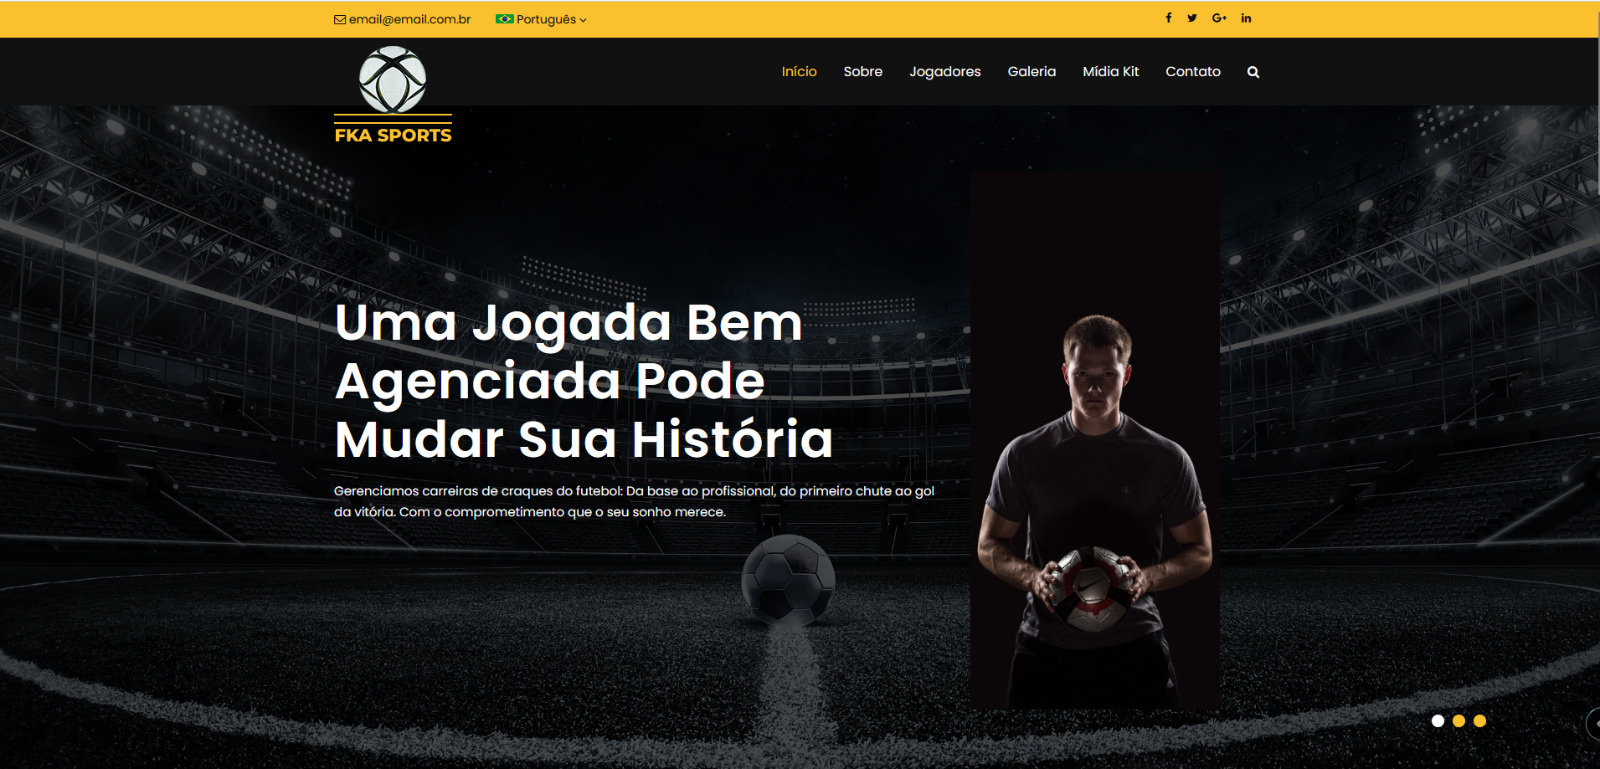 email@email.com.br
Português
Início
Sobre
Jogadores
Galeria
Mídia Kit
Contato
FKA SPORTS
Uma Jogada Bem
Agenciada Pode
Mudar Sua História
Gerenciamos carreiras de craques do futebol: Da base ao profissional, do primeiro chute ao gol
da vitória. Com o comprometimento que o seu sonho merece.